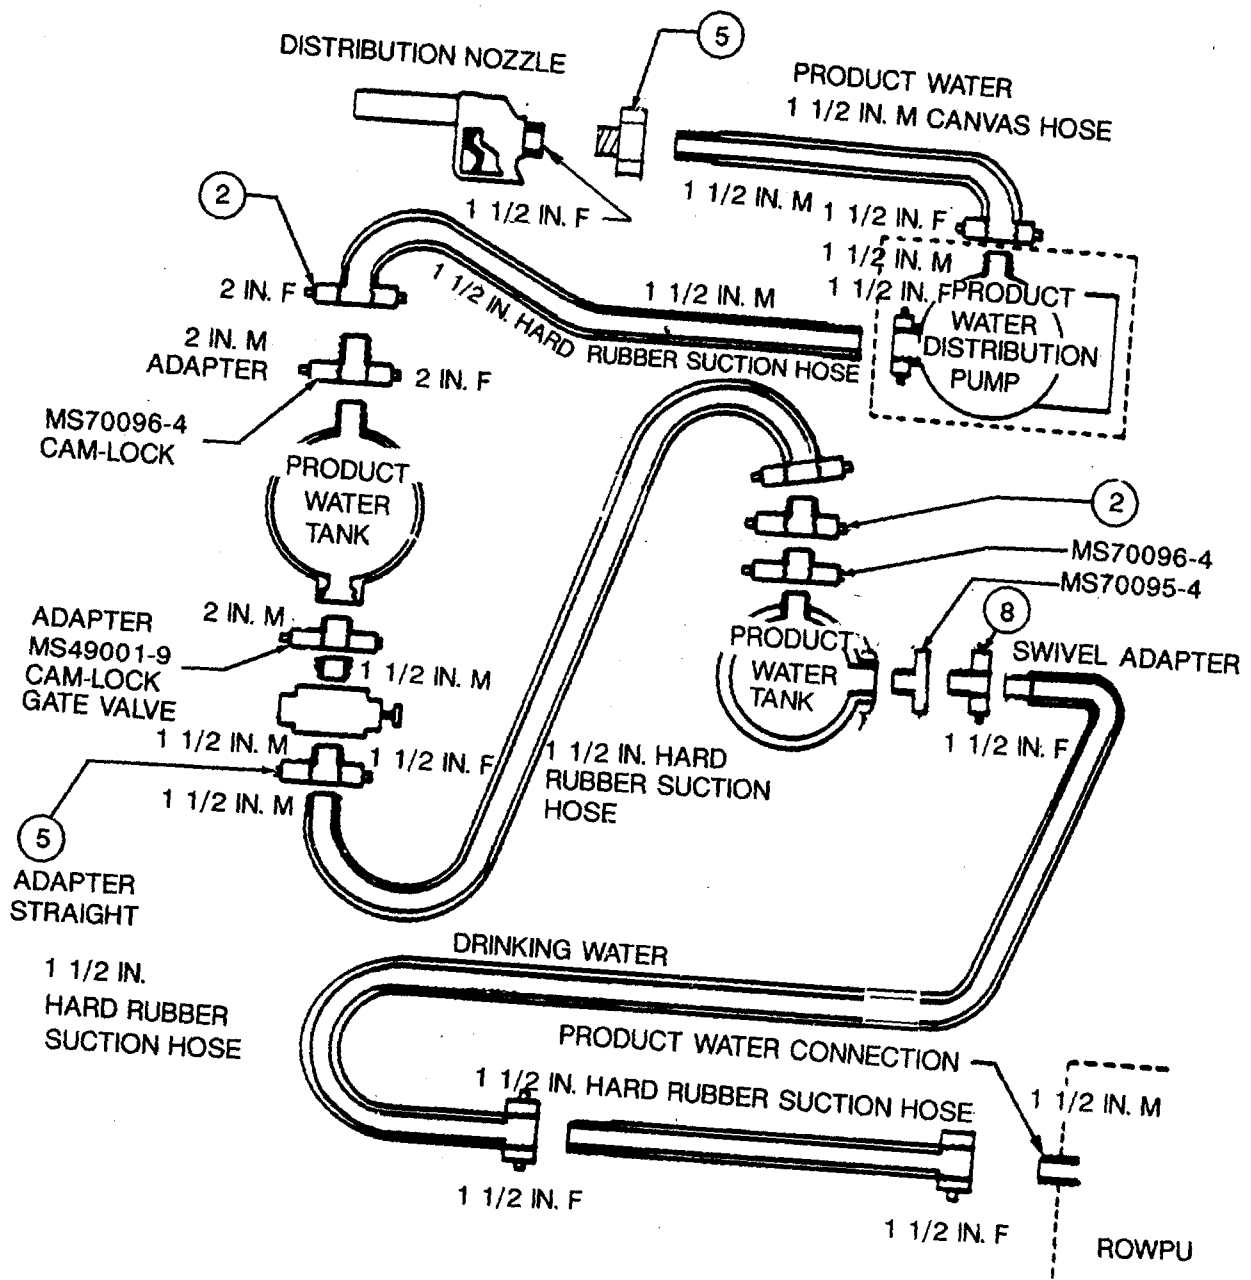 5
DISTRIBUTION NOZZLE
PRODUCT WATER
1 1/2 IN. M CANVAS HOSE
2
1 1/2 IN. F
1 1/2 IN. M
1 1/2 IN. F
1 1/2 IN. M
2 IN. F
1 1/2 IN. HARD RUBBER SUCTION HOSE
1 1/2 IN. M
1 1/2 IN. F
PRODUCT
WATER
DISTRIBUTION
PUMP
2 IN. M
ADAPTER
2 IN. F
MS70096-4
CAM-LOCK
PRODUCT
WATER
TANK
2
MS70096-4
MS70095-4
8
SWIVEL ADAPTER
ADAPTER
MS49001-9
CAM-LOCK
GATE VALVE
2 IN. M
1 1/2 IN. M
PRODUCT
WATER
TANK
1 1/2 IN. F
1 1/2 IN. M
1 1/2 IN. F
1 1/2 IN. HARD
RUBBER SUCTION
HOSE
1 1/2 IN. M
5
ADAPTER
STRAIGHT
1 1/2 IN.
HARD RUBBER
SUCTION HOSE
DRINKING WATER
PRODUCT WATER CONNECTION
1 1/2 IN. HARD RUBBER SUCTION HOSE
1 1/2 IN. M
1 1/2 IN. F
1 1/2 IN. F
ROWPU